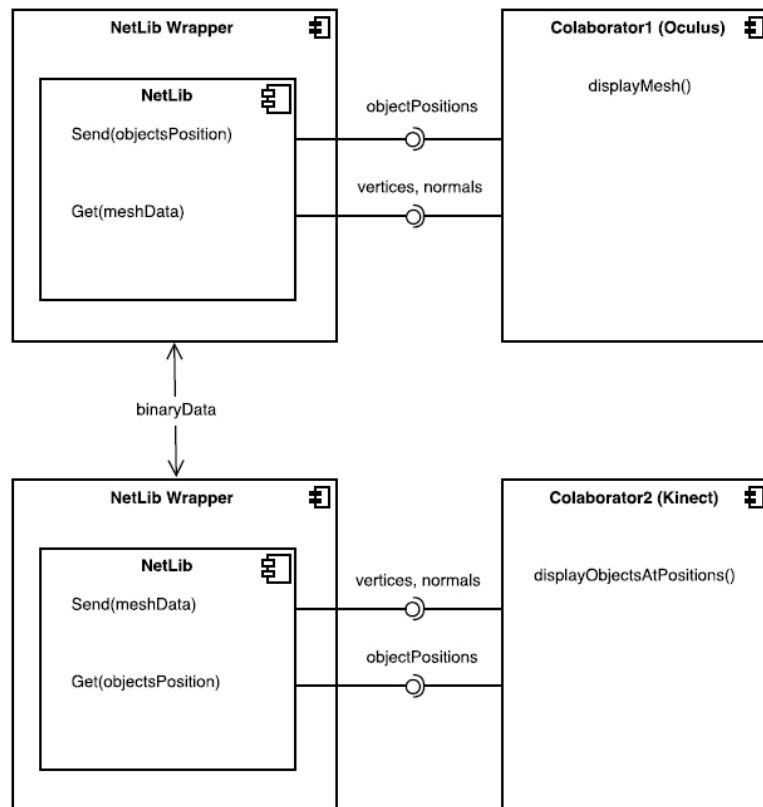 NetLib Wrapper
Colaborator1 (Oculus)
NetLib
displayMesh()
objectPositions
Send(objectsPosition)
vertices, normals
Get(meshData)
binaryData
NetLib Wrapper
Colaborator2 (Kinect)
NetLib
vertices, normals
displayObjectsAtPositions()
Send(meshData)
objectPositions
Get(objectsPosition)